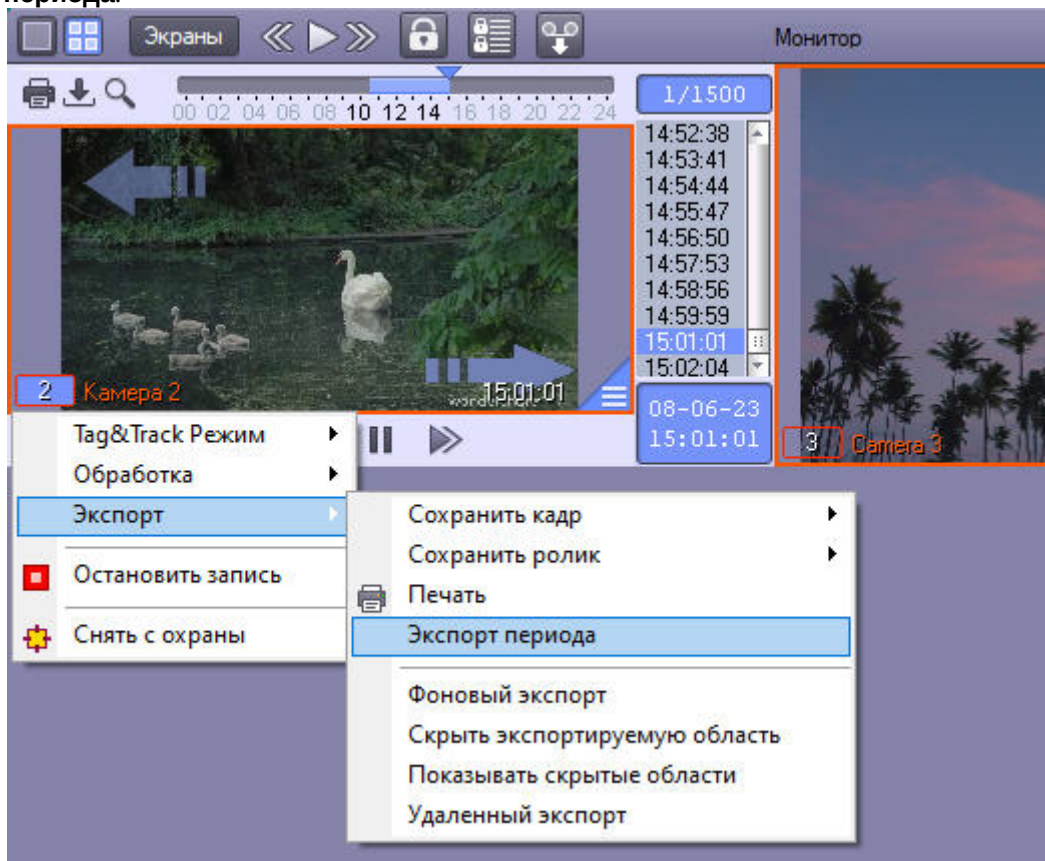 периода.
Экраны
Монитор
00 02 04 06 08 10 12 14 16 18 20 22 24
1/1500
14:52:38
14:53:41
14:54:44
14:55:47
14:56:50
14:57:53
14:58:56
14:59:59
15:01:01
15:02:04
2 Камера 2
15:01:01
08-06-23
15:01:01
3 Camera 3
Tag&Track Режим
Обработка
Экспорт
Остановить запись
Снять с охраны
Сохранить кадр
Сохранить ролик
Печать
Экспорт периода
Фоновый экспорт
Скрыть экспортируемую область
Показывать скрытые области
Удаленный экспорт